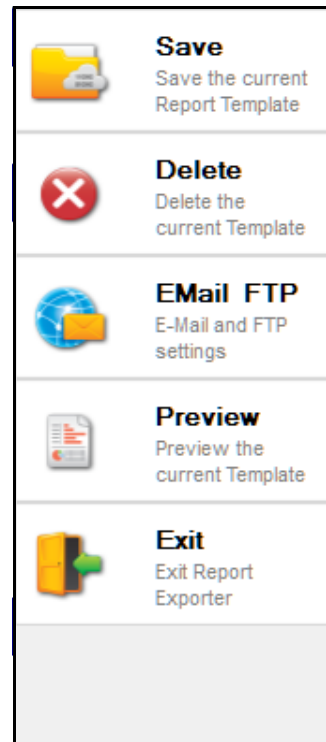 Save
Save the current
Report Template
Delete
Delete the
current Template
EMail FTP
E-Mail and FTP
settings
Preview
Preview the
current Template
Exit
Exit Report
Exporter